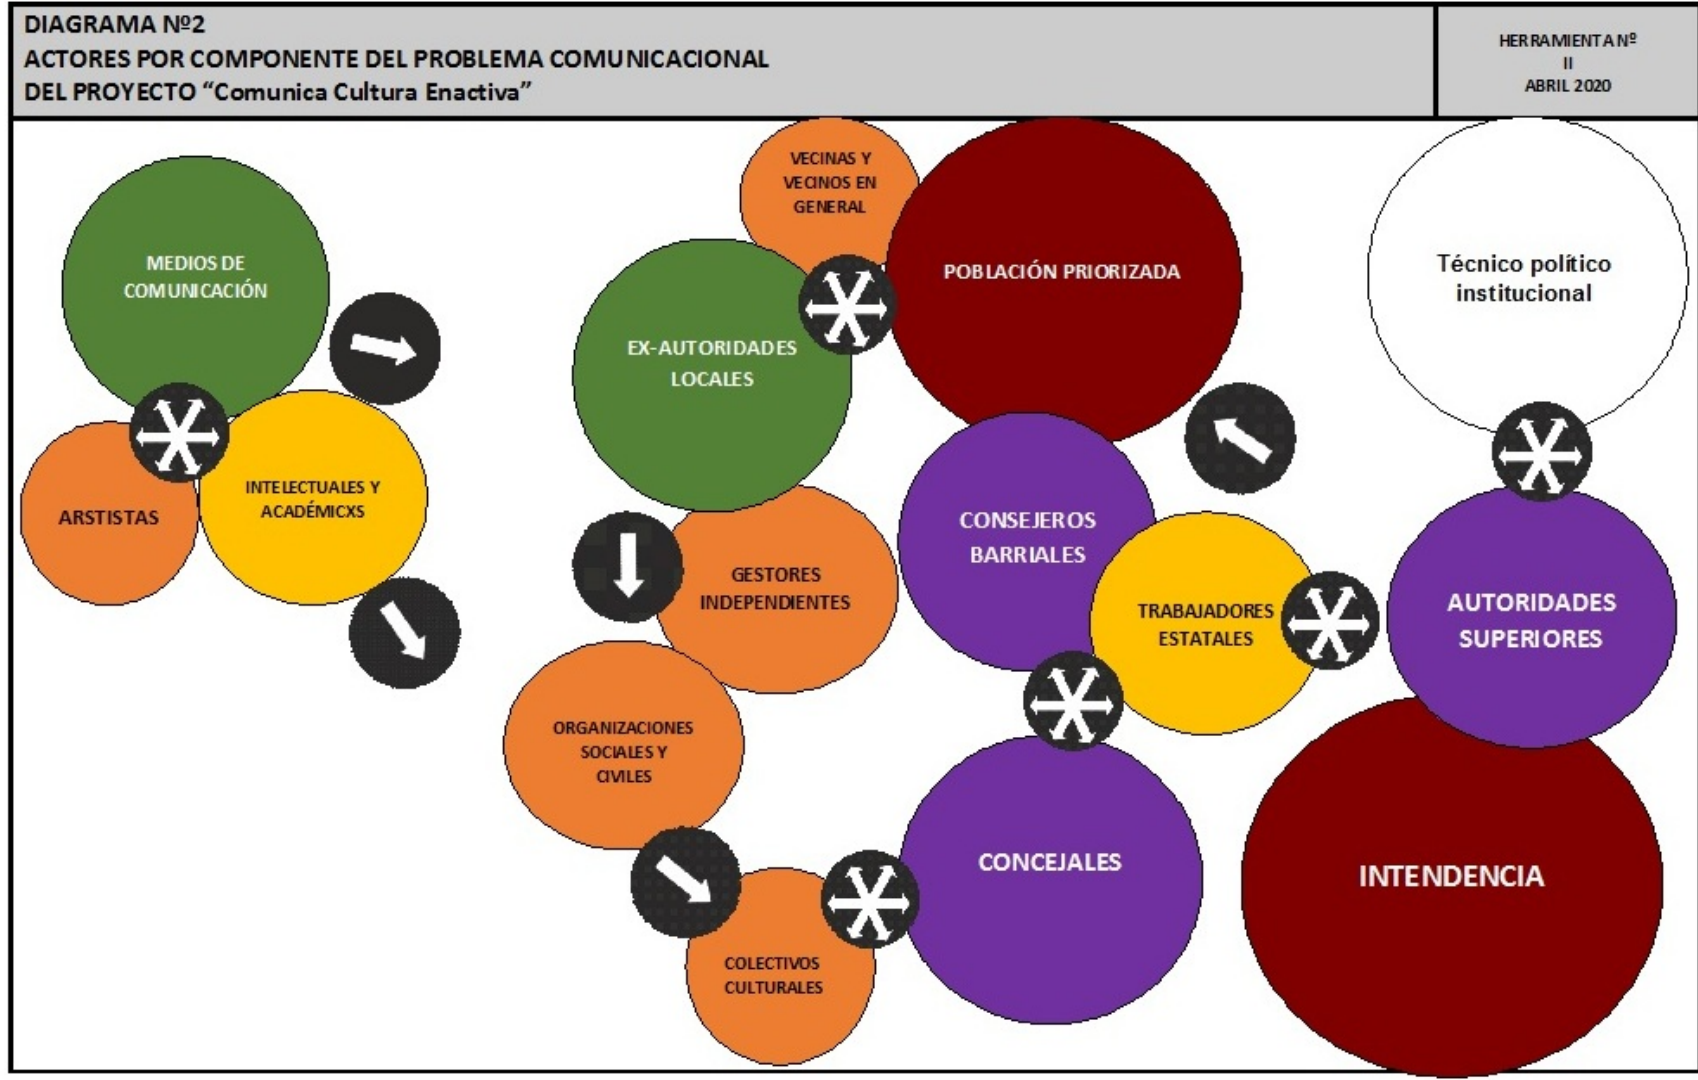 DIAGRAMA Nº2
ACTORES POR COMPONENTE DEL PROBLEMA COMUNICACIONAL
DEL PROYECTO “Comunica Cultura Enactiva”
HERRAMIENTA Nº
II
ABRIL 2020
MEDIOS DE
COMUNICACIÓN
ARSTISTAS
INTELECTUALES Y
ACADÉMICXS
VECINAS Y
VECINOS EN
GENERAL
EX-AUTORIDADES
LOCALES
POBLACIÓN PRIORIZADA
Técnico político
institucional
GESTORES
INDEPENDIENTES
CONSEJEROS
BARRIALES
TRABAJADORES
ESTATALES
AUTORIDADES
SUPERIORES
ORGANIZACIONES
SOCIALES Y
CIVILES
COLECTIVOS
CULTURALES
CONCEJALES
INTENDENCIA